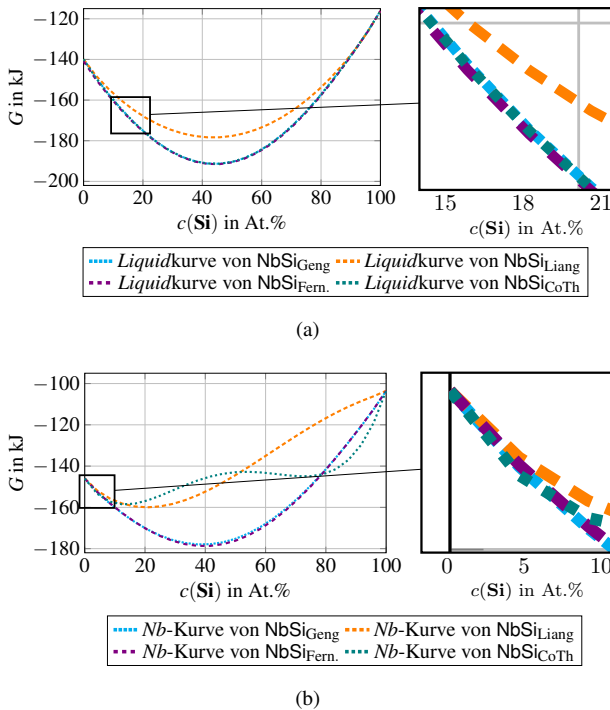 −120
−140
−160
−180
−200
G in kJ
0 20 40 60 80 100
c(Si) in At.%
15 18 21
c(Si) in At.%
Liquidkurve von NbSiGeng Liquidkurve von NbSiLiang
Liquidkurve von NbSiFern. Liquidkurve von NbSiCoTh
(a)
−100
−120
−140
−160
−180
G in kJ
0 20 40 60 80 100
c(Si) in At.%
0 5 10
c(Si) in At.%
Nb-Kurve von NbSiGeng Nb-Kurve von NbSiLiang
Nb-Kurve von NbSiFern. Nb-Kurve von NbSiCoTh
(b)